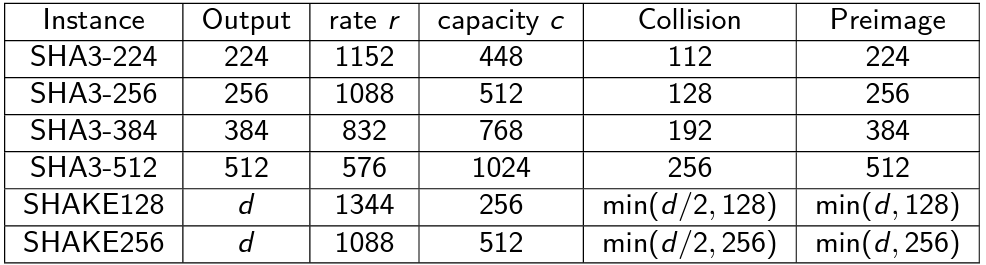 Instance Output rate r capacity c Collision Preimage
SHA3-224 224 1152 448 112 224
SHA3-256 256 1088 512 128 256
SHA3-384 384 832 768 192 384
SHA3-512 512 576 1024 256 512
SHAKE128 d 1344 256 min(d/2, 128) min(d, 128)
SHAKE256 d 1088 512 min(d/2, 256) min(d, 256)